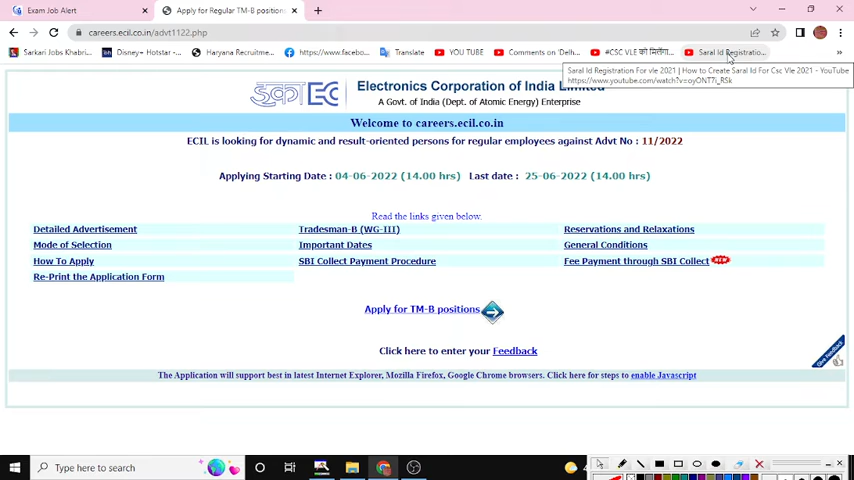 Exam Job Alert
Apply for Regular TM-B positions
careers.ecil.co.in/advt1122.php
Sarkari Jobs Khabri...
Disney+ Hotstar -...
Haryana Recruitme...
https://www.facebo...
Translate
YOU TUBE
Comments on 'Delh...
#CSC VLE को मिलेंगा...
Saral Id Registratio...
Saral Id Registration For vle 2021 | How to Create Saral Id For Csc Vle 2021 - YouTube
https://www.youtube.com/watch?v=oyONT7i_RSk
Electronics Corporation of India Limited
A Govt. of India (Dept. of Atomic Energy) Enterprise
Welcome to careers.ecil.co.in
ECIL is looking for dynamic and result-oriented persons for regular employees against Advt No : 11/2022
Applying Starting Date : 04-06-2022 (14.00 hrs) Last date : 25-06-2022 (14.00 hrs)
Read the links given below.
Detailed Advertisement
Tradesman-B (WG-III)
Reservations and Relaxations
Mode of Selection
Important Dates
General Conditions
How To Apply
SBI Collect Payment Procedure
Fee Payment through SBI Collect NEW
Re-Print the Application Form
Apply for TM-B positions
Click here to enter your Feedback
Give Feedback
The Application will support best in latest Internet Explorer, Mozilla Firefox, Google Chrome browsers. Click here for steps to enable Javascript
Type here to search